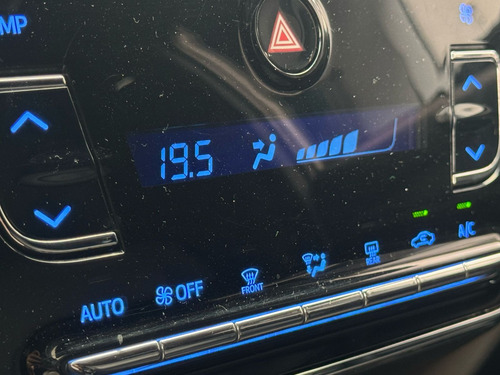 MP
19.5
AUTO
OFF
FRONT
REAR
A/C